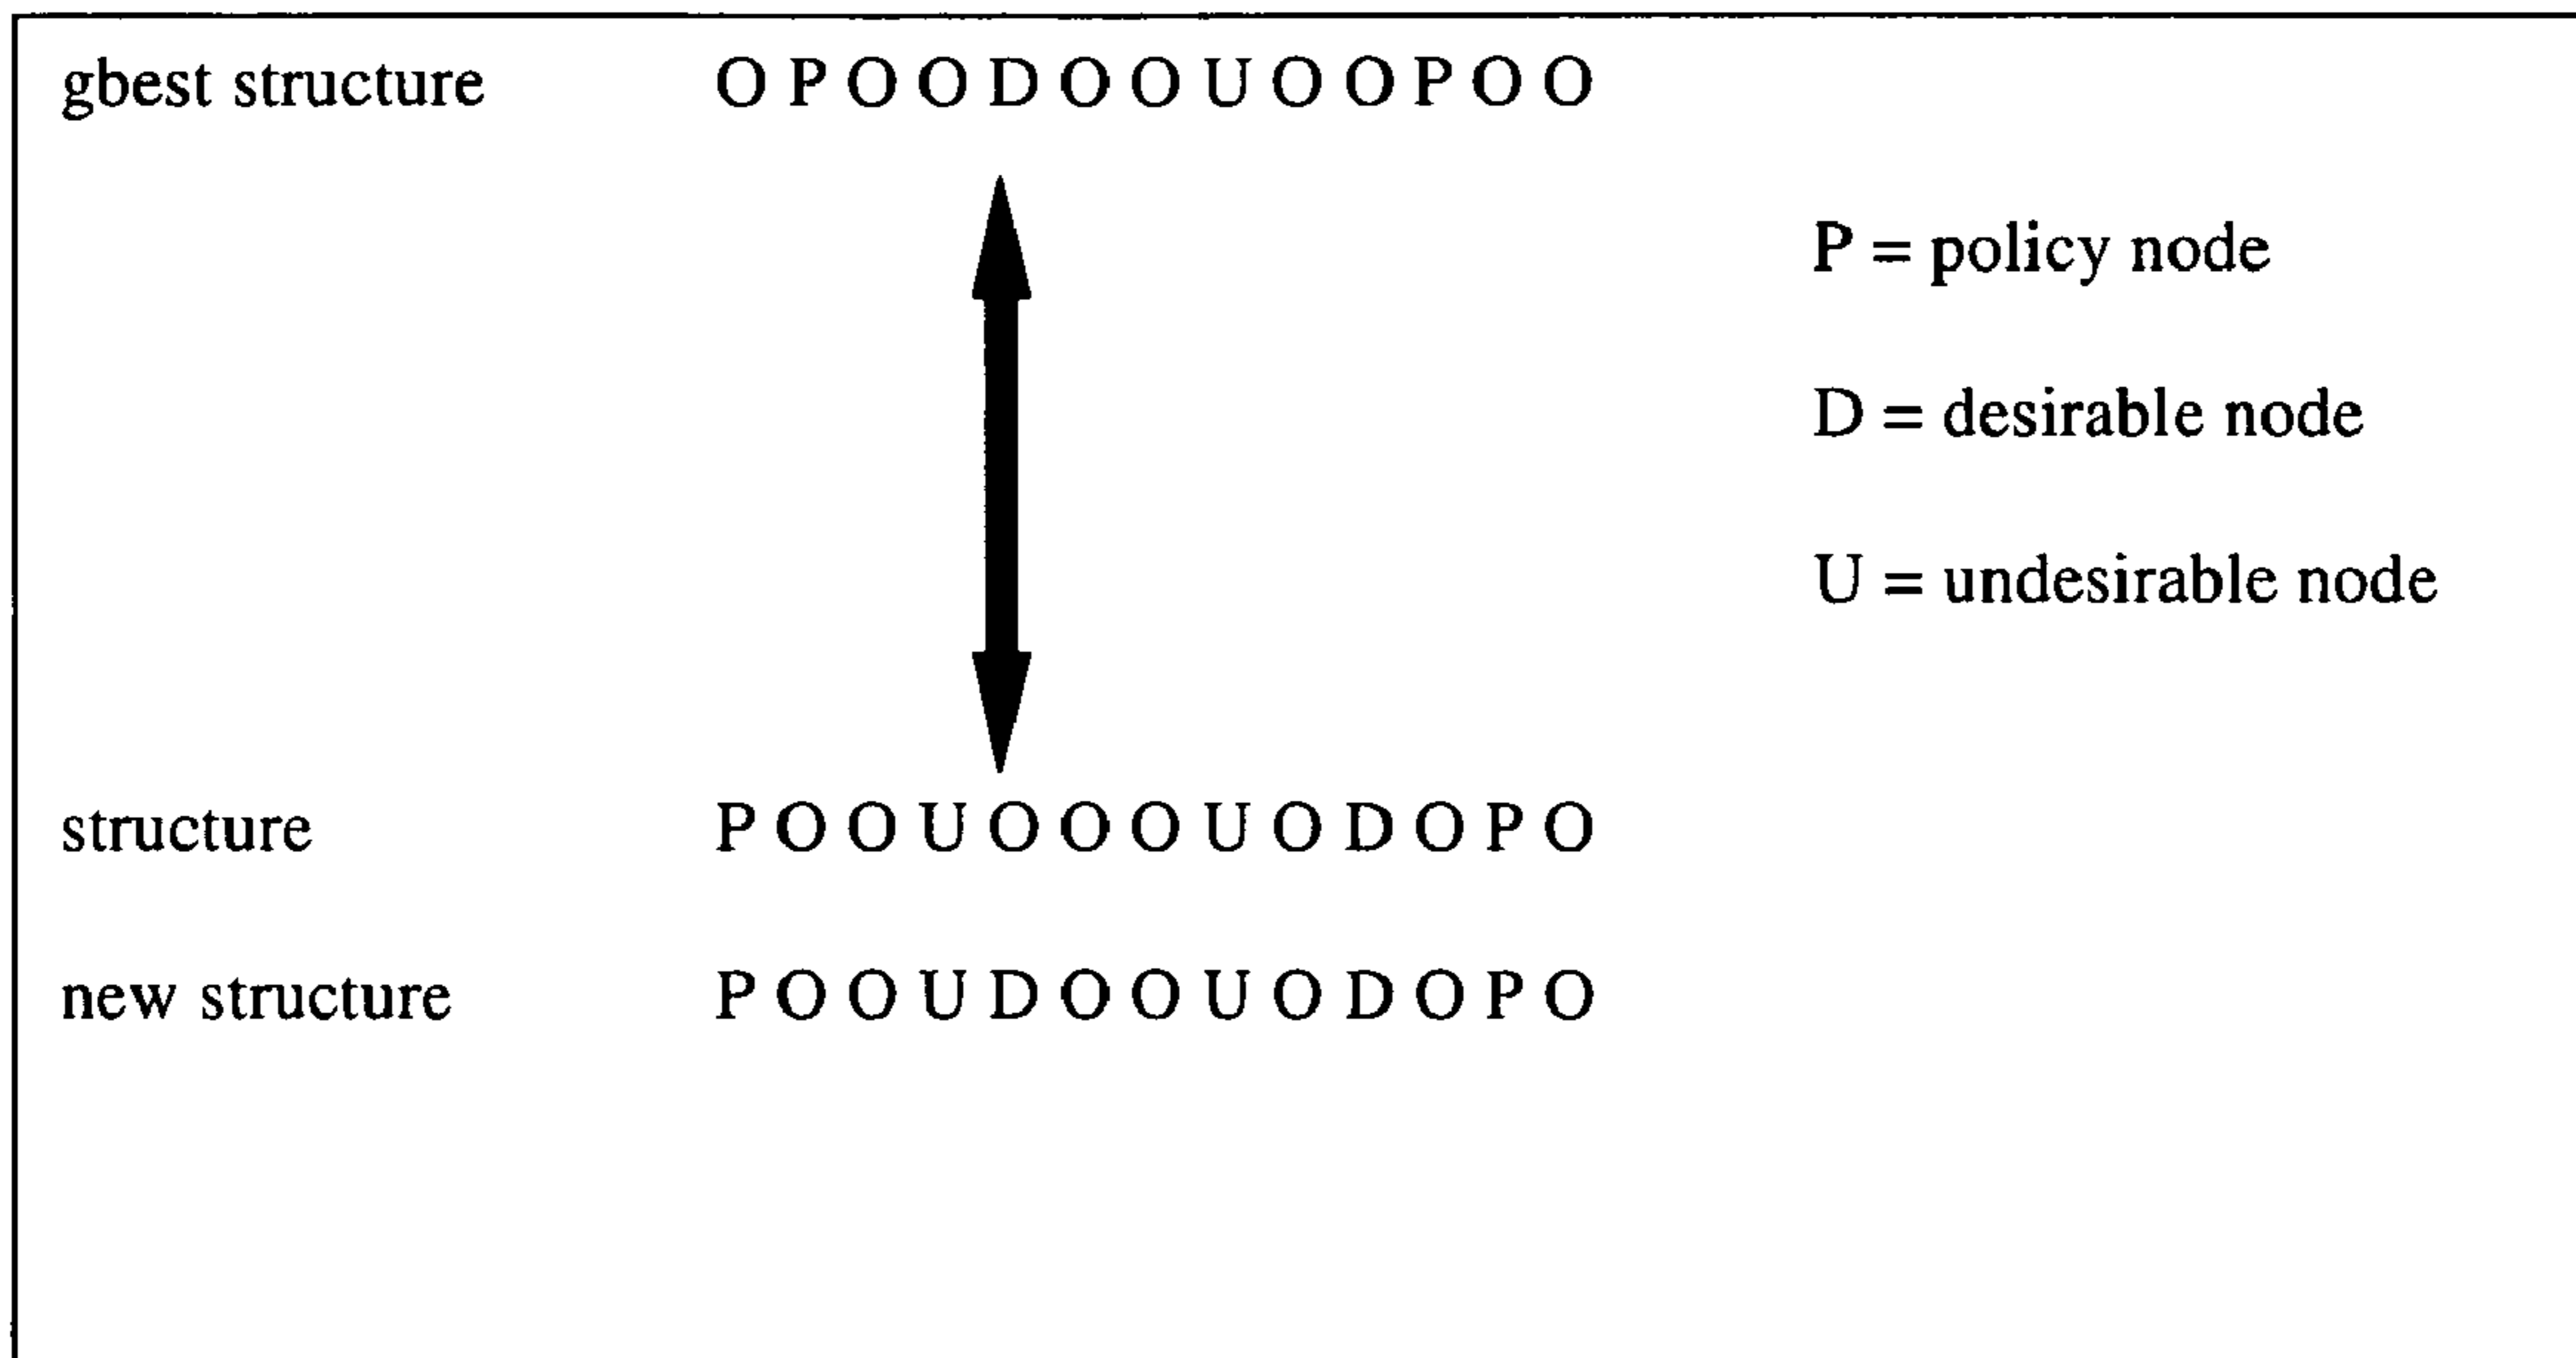 gbest structure O P O O D O O U O O P O O
P = policy node
D = desirable node
U = undesirable node
structure P O O U O O O U O D O P O
new structure P O O U D O O U O D O P O